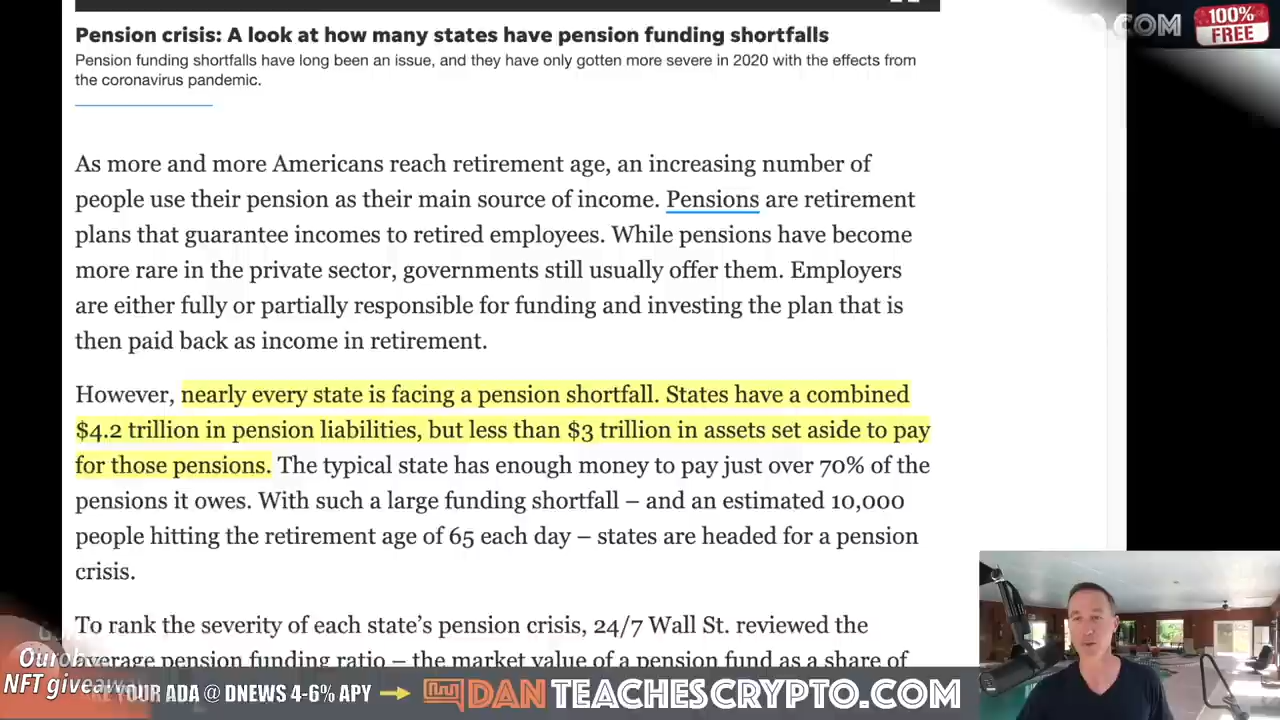 .COM
100%
FREE
Pension crisis: A look at how many states have pension funding shortfalls
Pension funding shortfalls have long been an issue, and they have only gotten more severe in 2020 with the effects from
the coronavirus pandemic.
As more and more Americans reach retirement age, an increasing number of
people use their pension as their main source of income. Pensions are retirement
plans that guarantee incomes to retired employees. While pensions have become
more rare in the private sector, governments still usually offer them. Employers
are either fully or partially responsible for funding and investing the plan that is
then paid back as income in retirement.
However, nearly every state is facing a pension shortfall. States have a combined
$4.2 trillion in pension liabilities, but less than $3 trillion in assets set aside to pay
for those pensions. The typical state has enough money to pay just over 70% of the
pensions it owes. With such a large funding shortfall – and an estimated 10,000
people hitting the retirement age of 65 each day – states are headed for a pension
crisis.
To rank the severity of each state's pension crisis, 24/7 Wall St. reviewed the
average pension funding ratio – the market value of a pension fund as a share of
NFT giveaway
YOUR ADA @ DNEWS 4-6% APY
DANTEACHESCRYPTO.COM